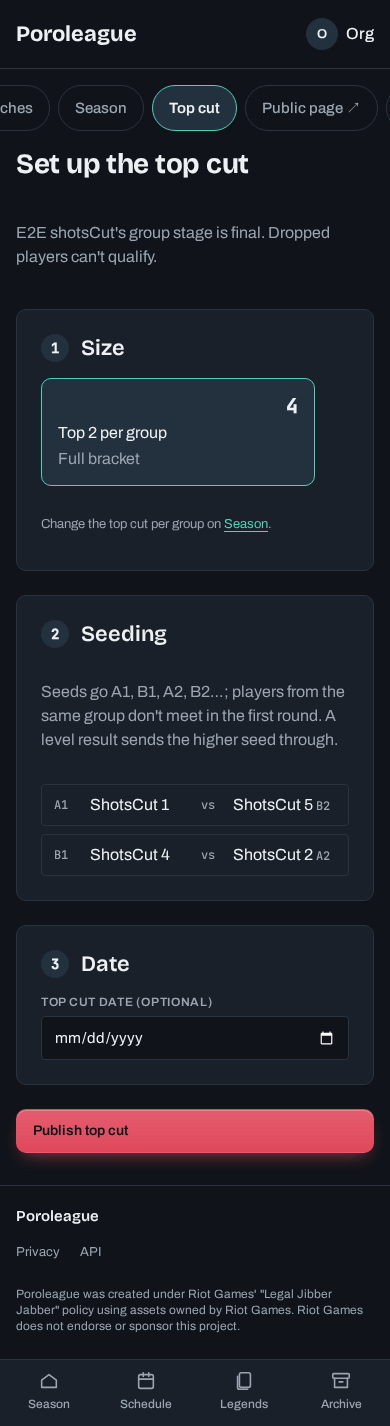 Poroleague
O Org
ches Season Top cut Public page ↗
Set up the top cut
E2E shotsCut's group stage is final. Dropped
players can't qualify.
1 Size
4
Top 2 per group
Full bracket
Change the top cut per group on Season.
2 Seeding
Seeds go A1, B1, A2, B2...; players from the
same group don't meet in the first round. A
level result sends the higher seed through.
A1 ShotsCut 1 vs ShotsCut 5 B2
B1 ShotsCut 4 vs ShotsCut 2 A2
3 Date
TOP CUT DATE (OPTIONAL)
mm/dd/yyyy
Publish top cut
Poroleague
Privacy API
Poroleague was created under Riot Games' "Legal Jibber
Jabber" policy using assets owned by Riot Games. Riot Games
does not endorse or sponsor this project.
Season Schedule Legends Archive